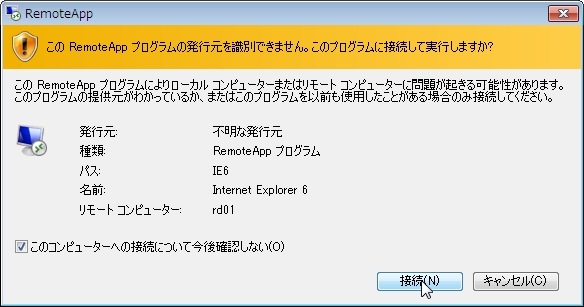 RemoteApp
この RemoteApp プログラムの発行元を識別できません。このプログラムに接続して実行しますか?
この RemoteApp プログラムによりローカル コンピューターまたはリモート コンピューターに問題が起きる可能性があります。
このプログラムの提供元がわかっているか、またはこのプログラムを以前も使用したことがある場合のみ接続してください。
発行元: 不明な発行元
種類: RemoteApp プログラム
パス: IE6
名前: Internet Explorer 6
リモート コンピューター: rd01
このコンピューターへの接続について今後確認しない(O)
接続(N) キャンセル(C)